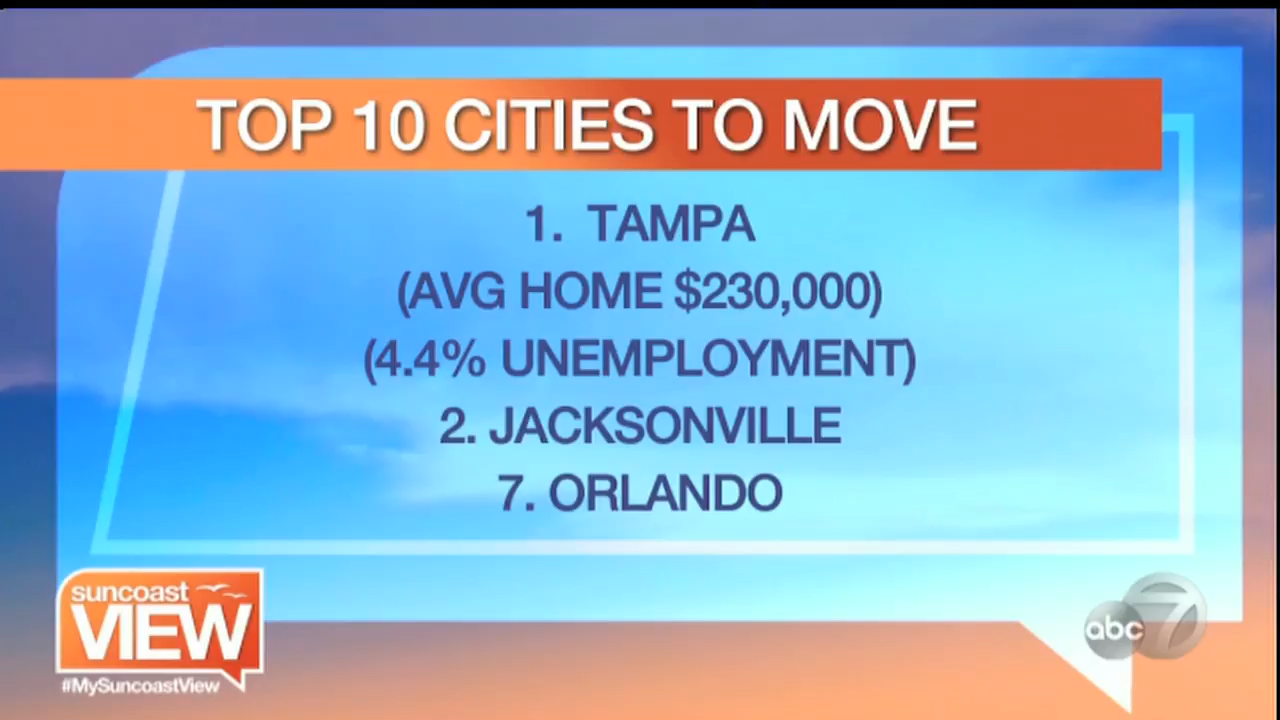 TOP 10 CITIES TO MOVE
1. TAMPA
(AVG HOME $230,000)
(4.4% UNEMPLOYMENT)
2. JACKSONVILLE
7. ORLANDO
suncoast
VIEW
#MySuncoastView
abc 7